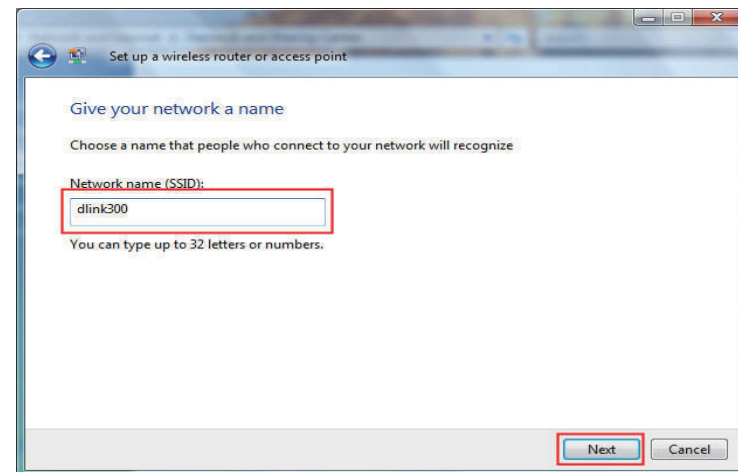 Set up a wireless router or access point
Give your network a name
Choose a name that people who connect to your network will recognize
Network name (SSID):
dlink300
You can type up to 32 letters or numbers.
Next Cancel